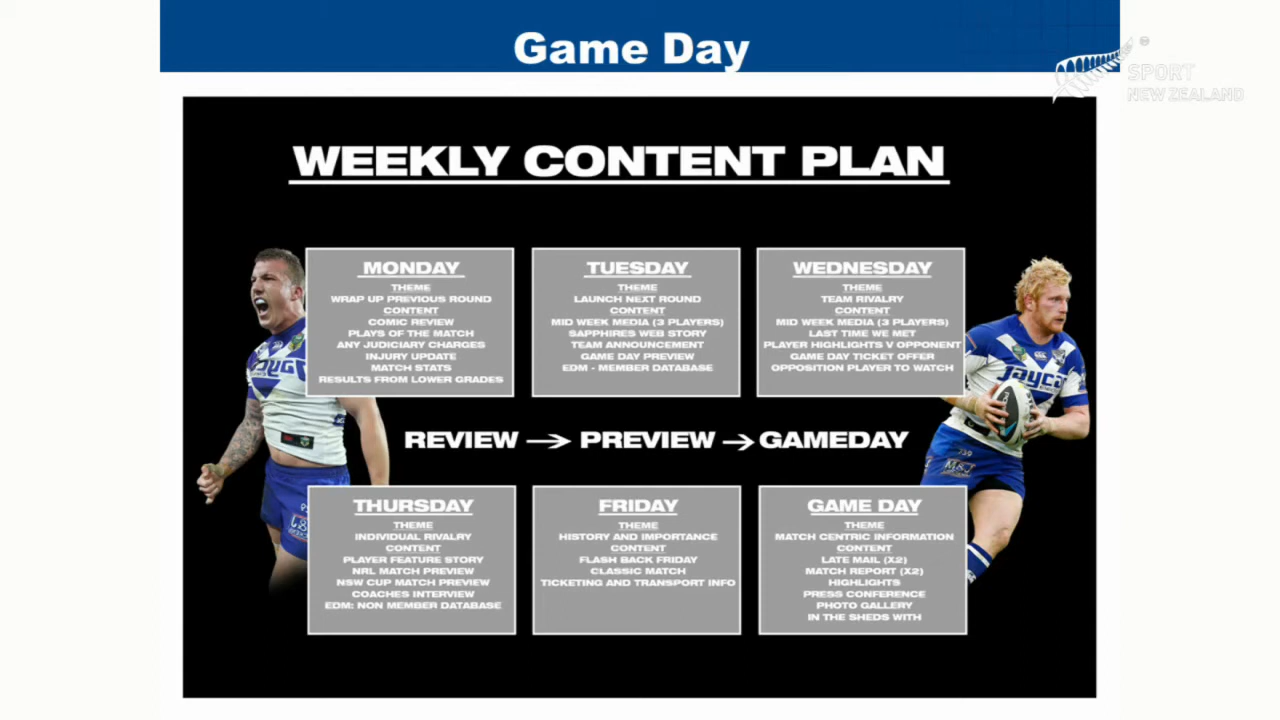 Game Day
SPORT
NEW ZEALAND
WEEKLY CONTENT PLAN
MONDAY
THEME
WRAP UP PREVIOUS ROUND
CONTENT
COMIC REVIEW
PLAYS OF THE MATCH
ANY JUDICIARY CHARGES
INJURY UPDATE
MATCH STATS
RESULTS FROM LOWER GRADES
TUESDAY
THEME
LAUNCH NEXT ROUND
CONTENT
MID WEEK MEDIA (3 PLAYERS)
SAPPHIRES WEB STORY
TEAM ANNOUNCEMENT
GAME DAY PREVIEW
EDM - MEMBER DATABASE
WEDNESDAY
THEME
TEAM RIVALRY
CONTENT
MID WEEK MEDIA (3 PLAYERS)
LAST TIME WE MET
PLAYER HIGHLIGHTS V OPPONENT
GAME DAY TICKET OFFER
OPPOSITION PLAYER TO WATCH
Jayco
REVIEW → PREVIEW → GAMEDAY
M&J
THURSDAY
THEME
INDIVIDUAL RIVALRY
CONTENT
PLAYER FEATURE STORY
NRL MATCH PREVIEW
NSW CUP MATCH PREVIEW
COACHES INTERVIEW
EDM: NON MEMBER DATABASE
FRIDAY
THEME
HISTORY AND IMPORTANCE
CONTENT
FLASH BACK FRIDAY
CLASSIC MATCH
TICKETING AND TRANSPORT INFO
GAME DAY
THEME
MATCH CENTRIC INFORMATION
CONTENT
LATE MAIL (X2)
MATCH REPORT (X2)
HIGHLIGHTS
PRESS CONFERENCE
PHOTO GALLERY
IN THE SHEDS WITH